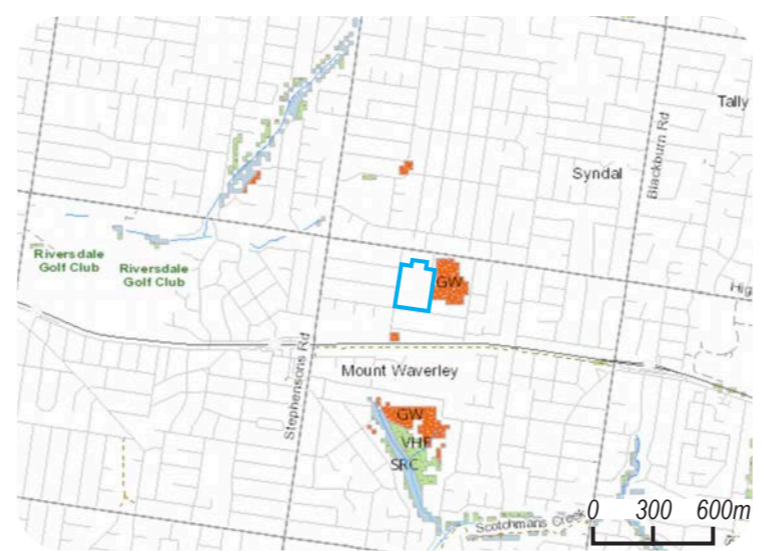 Tally
Blackburn Rd
Syndal
Riversdale
Golf Club
Riversdale
Golf Club
GW
Hig
Stephensons Rd
Mount Waverley
GW
VHF
SRC
Scotchmans Creek
0 300 600m